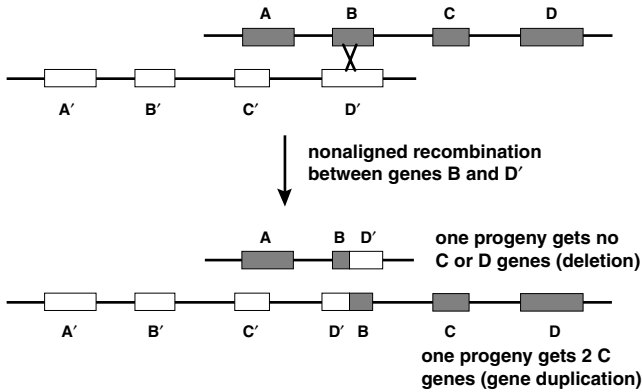 A B C D
A′ B′ C′ D′
nonaligned recombination
between genes B and D′
A B D′
one progeny gets no
C or D genes (deletion)
A′ B′ C′ D′ B C D
one progeny gets 2 C
genes (gene duplication)